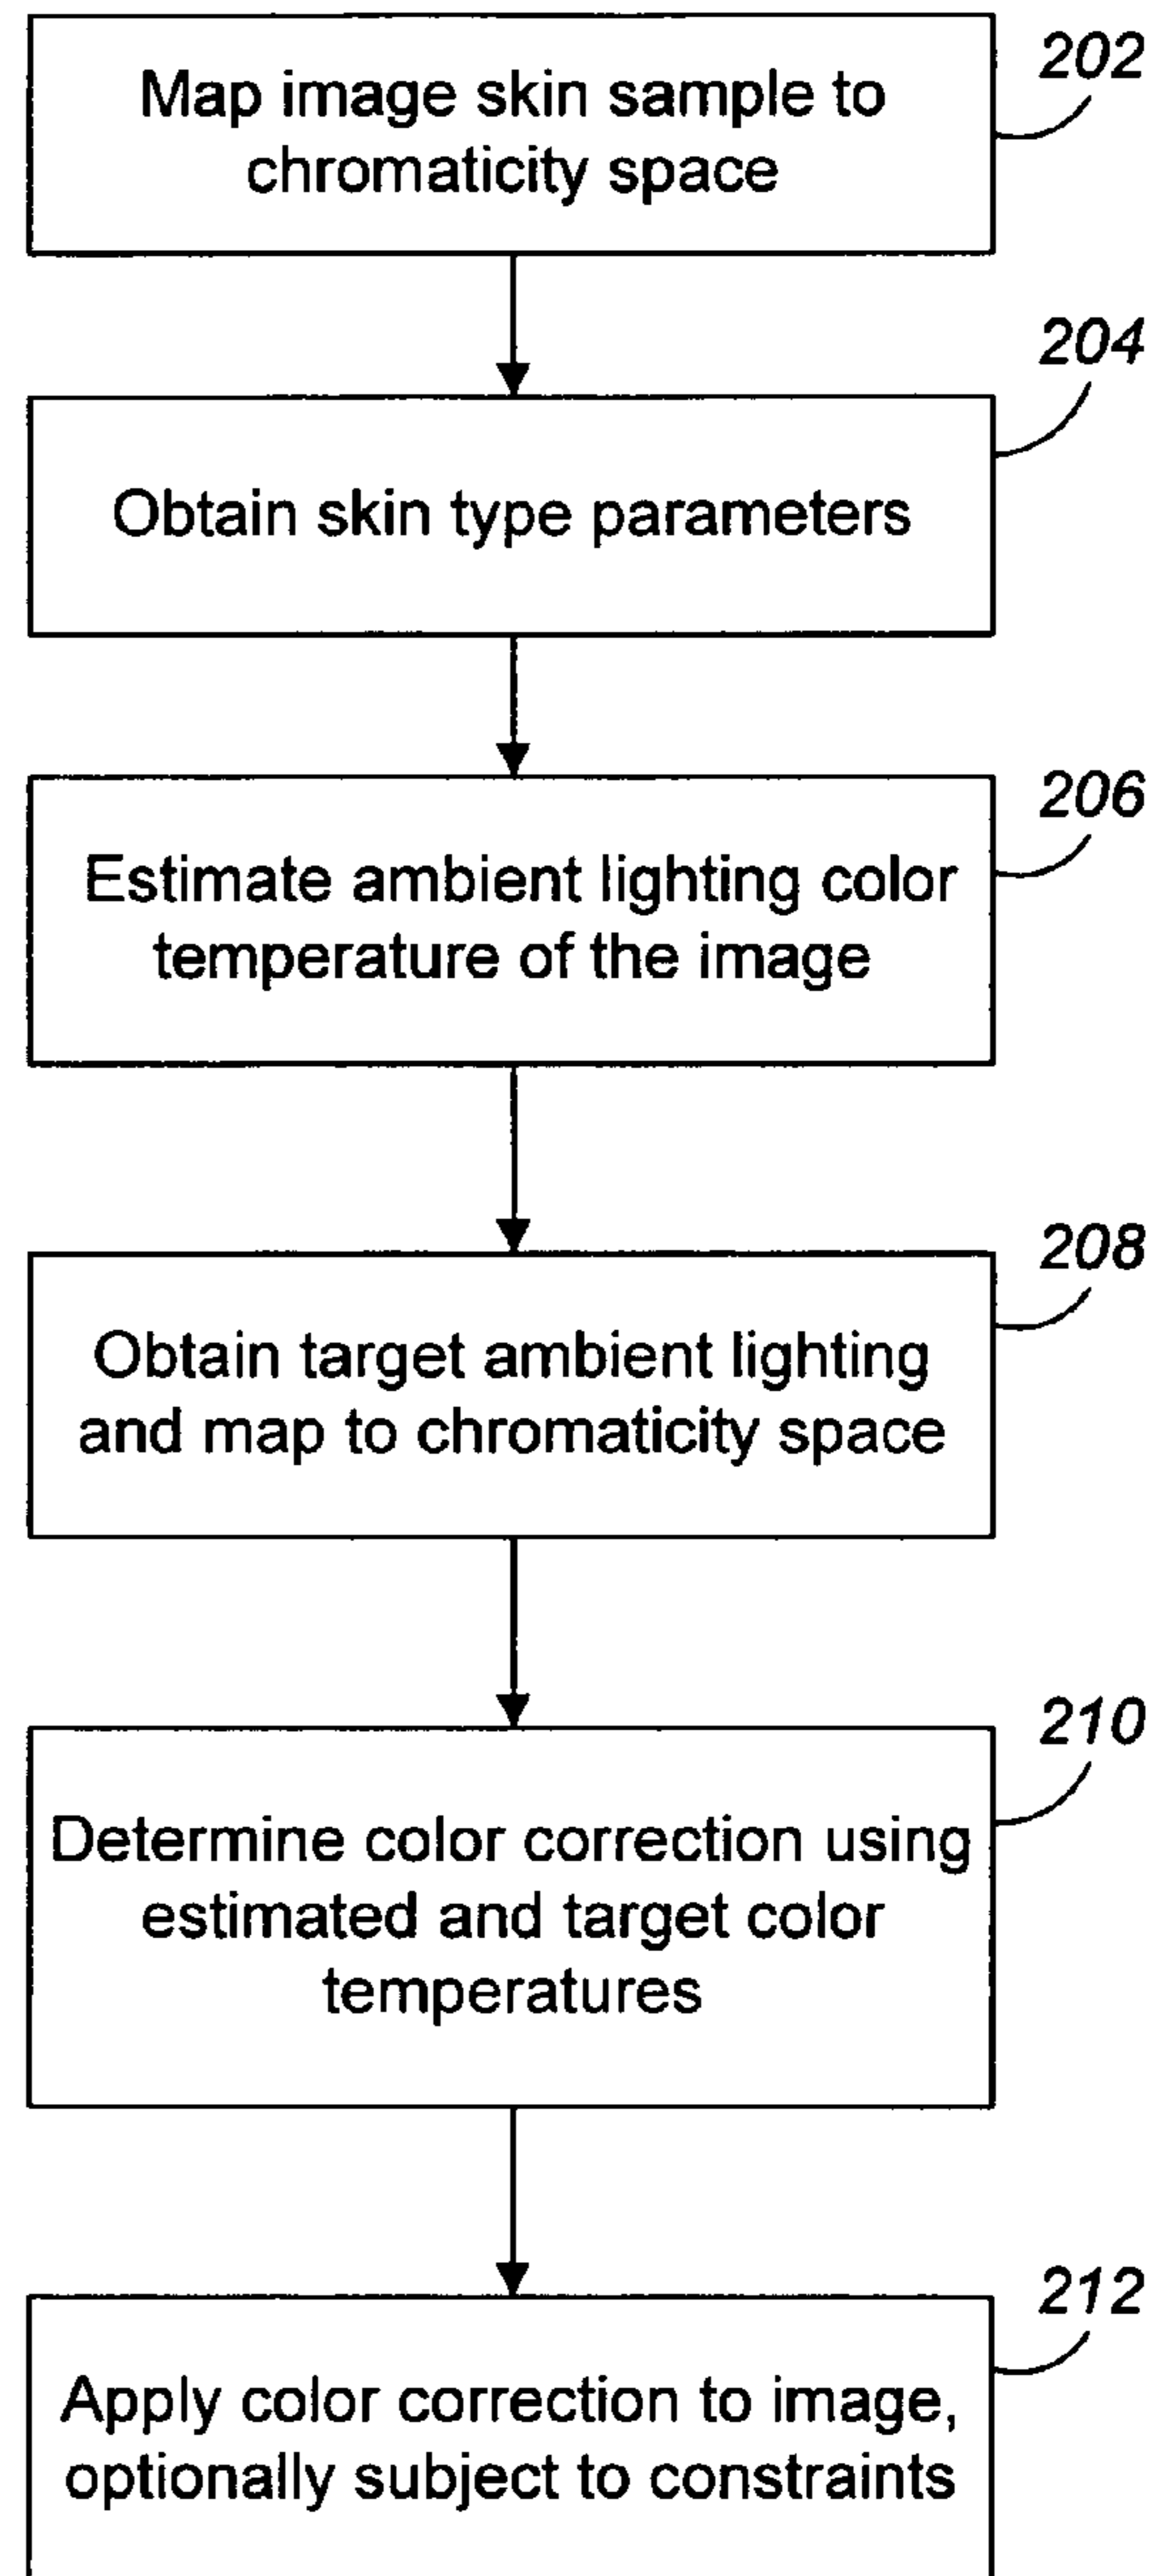 202
Map image skin sample to
chromaticity space
204
Obtain skin type parameters
206
Estimate ambient lighting color
temperature of the image
208
Obtain target ambient lighting
and map to chromaticity space
210
Determine color correction using
estimated and target color
temperatures
212
Apply color correction to image,
optionally subject to constraints